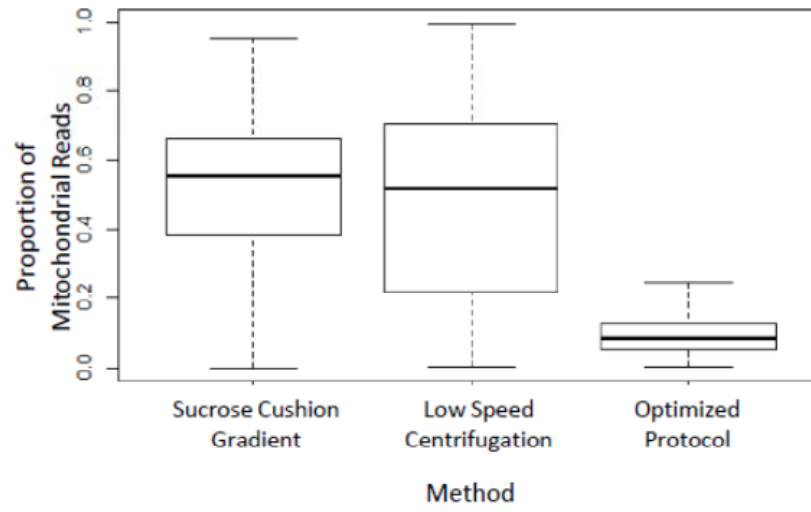 Proportion of
Mitochondrial Reads
1.0
0.8
0.6
0.4
0.2
0.0
Sucrose Cushion
Gradient
Low Speed
Centrifugation
Optimized
Protocol
Method